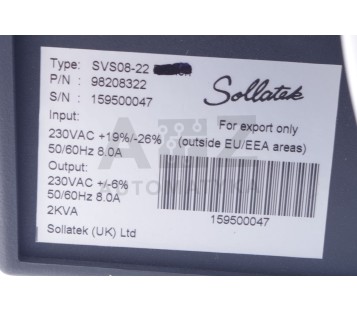 Type: SVS08-22
P/N : 98208322
S/N : 159500047
Sollatek
Input:
230VAC +19%/-26%
50/60Hz 8.0A
For export only
(outside EU/EEA areas)
Output:
230VAC +/-6%
50/60Hz 8.0A
2KVA
159500047
Sollatek (UK) Ltd
AUTOMATYKA